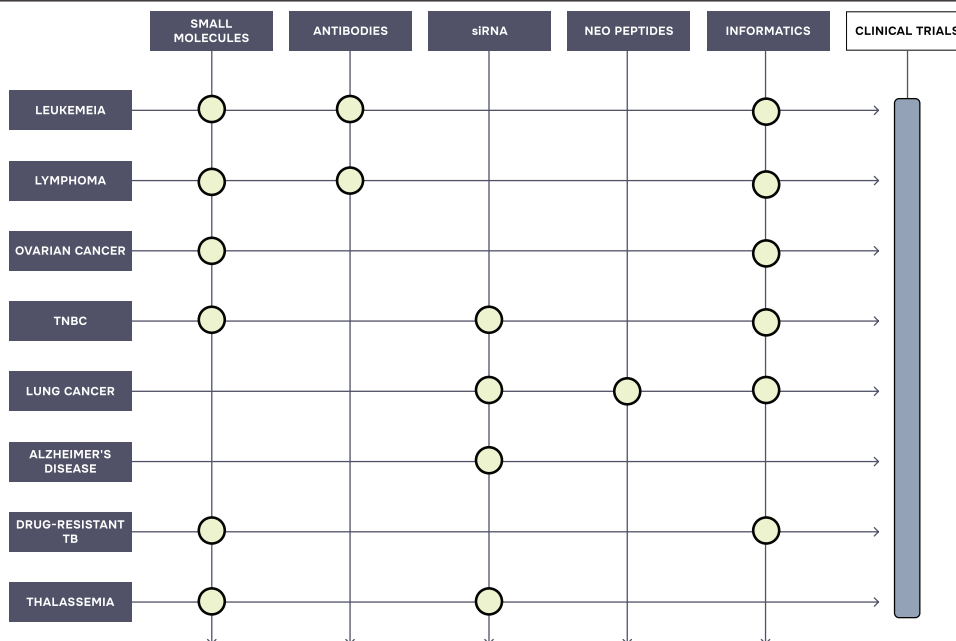 SMALL
MOLECULES
ANTIBODIES
siRNA
NEO PEPTIDES
INFORMATICS
CLINICAL TRIALS
LEUKEMEIA
LYMPHOMA
OVARIAN CANCER
TNBC
LUNG CANCER
ALZHEIMER'S
DISEASE
DRUG-RESISTANT
TB
THALASSEMIA